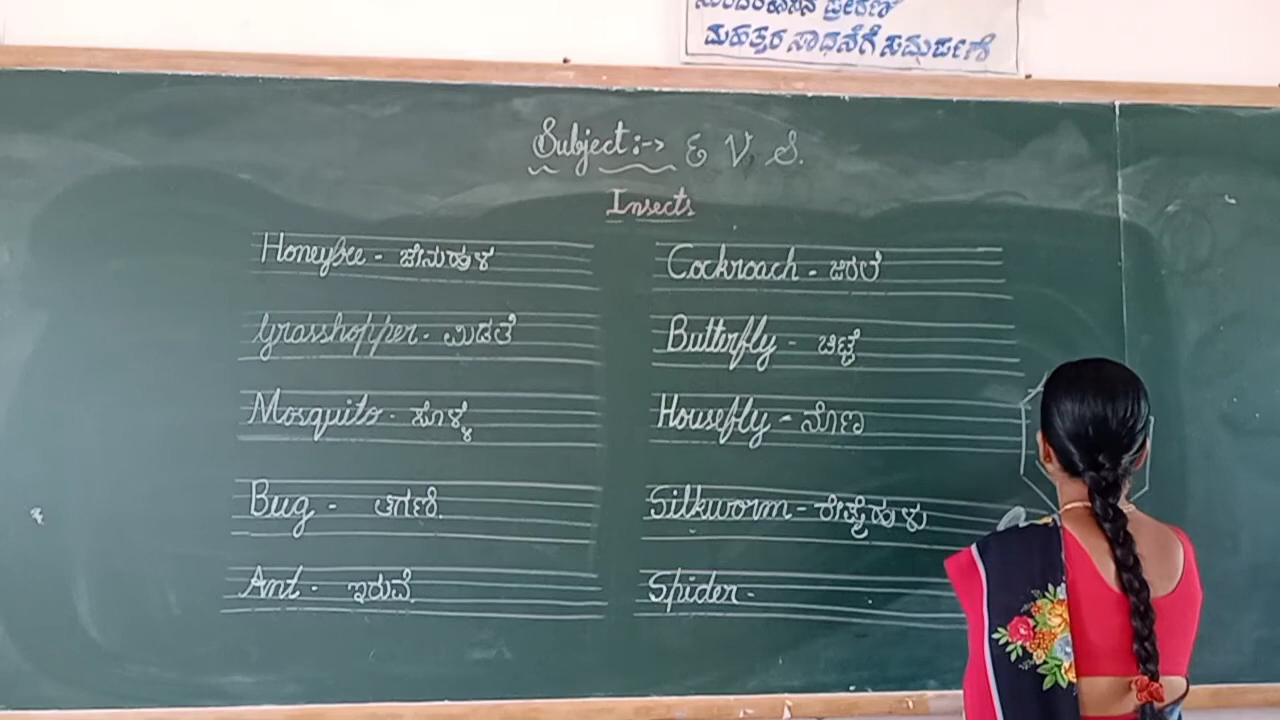 ಮಹತ್ತರ ಸಾಧನೆಗೆ ಸಮರ್ಪಣೆ
Subject :-> E V S.
Insects
Honeybee - ಜೇನುಹುಳ
Grasshopper - ಮಿಡತೆ
Mosquito - ಸೊಳ್ಳೆ
Bug - ತಿಗಣೆ.
Ant - ಇರುವೆ.
Cockroach - ಜಿರಲೆ
Butterfly - ಚಿಟ್ಟೆ
Housefly - ನೊಣ
Silkworm - ರೇಷ್ಮೆಹುಳು
Spider -